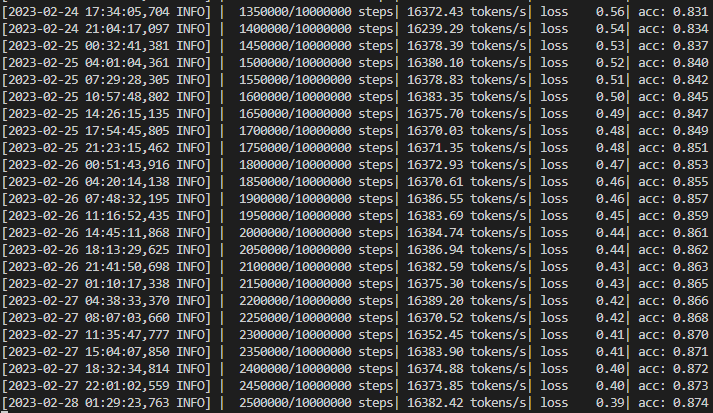 [2023-02-24 17:34:05,704 INFO] |  1350000/10000000 steps| 16372.43 tokens/s| loss    0.56| acc: 0.831
[2023-02-24 21:04:17,097 INFO] |  1400000/10000000 steps| 16239.29 tokens/s| loss    0.54| acc: 0.834
[2023-02-25 00:32:41,381 INFO] |  1450000/10000000 steps| 16378.39 tokens/s| loss    0.53| acc: 0.837
[2023-02-25 04:01:04,361 INFO] |  1500000/10000000 steps| 16380.10 tokens/s| loss    0.52| acc: 0.840
[2023-02-25 07:29:28,305 INFO] |  1550000/10000000 steps| 16378.83 tokens/s| loss    0.51| acc: 0.842
[2023-02-25 10:57:48,802 INFO] |  1600000/10000000 steps| 16383.35 tokens/s| loss    0.50| acc: 0.845
[2023-02-25 14:26:15,135 INFO] |  1650000/10000000 steps| 16375.70 tokens/s| loss    0.49| acc: 0.847
[2023-02-25 17:54:45,805 INFO] |  1700000/10000000 steps| 16370.03 tokens/s| loss    0.48| acc: 0.849
[2023-02-25 21:23:15,462 INFO] |  1750000/10000000 steps| 16371.35 tokens/s| loss    0.48| acc: 0.851
[2023-02-26 00:51:43,916 INFO] |  1800000/10000000 steps| 16372.93 tokens/s| loss    0.47| acc: 0.853
[2023-02-26 04:20:14,138 INFO] |  1850000/10000000 steps| 16370.61 tokens/s| loss    0.46| acc: 0.855
[2023-02-26 07:48:32,195 INFO] |  1900000/10000000 steps| 16386.55 tokens/s| loss    0.46| acc: 0.857
[2023-02-26 11:16:52,435 INFO] |  1950000/10000000 steps| 16383.69 tokens/s| loss    0.45| acc: 0.859
[2023-02-26 14:45:11,868 INFO] |  2000000/10000000 steps| 16384.74 tokens/s| loss    0.44| acc: 0.861
[2023-02-26 18:13:29,625 INFO] |  2050000/10000000 steps| 16386.94 tokens/s| loss    0.44| acc: 0.862
[2023-02-26 21:41:50,698 INFO] |  2100000/10000000 steps| 16382.59 tokens/s| loss    0.43| acc: 0.863
[2023-02-27 01:10:17,338 INFO] |  2150000/10000000 steps| 16375.30 tokens/s| loss    0.43| acc: 0.865
[2023-02-27 04:38:33,370 INFO] |  2200000/10000000 steps| 16389.20 tokens/s| loss    0.42| acc: 0.866
[2023-02-27 08:07:03,660 INFO] |  2250000/10000000 steps| 16370.52 tokens/s| loss    0.42| acc: 0.868
[2023-02-27 11:35:47,777 INFO] |  2300000/10000000 steps| 16352.45 tokens/s| loss    0.41| acc: 0.870
[2023-02-27 15:04:07,850 INFO] |  2350000/10000000 steps| 16383.90 tokens/s| loss    0.41| acc: 0.871
[2023-02-27 18:32:34,814 INFO] |  2400000/10000000 steps| 16374.88 tokens/s| loss    0.40| acc: 0.872
[2023-02-27 22:01:02,559 INFO] |  2450000/10000000 steps| 16373.85 tokens/s| loss    0.40| acc: 0.873
[2023-02-28 01:29:23,763 INFO] |  2500000/10000000 steps| 16382.42 tokens/s| loss    0.39| acc: 0.874